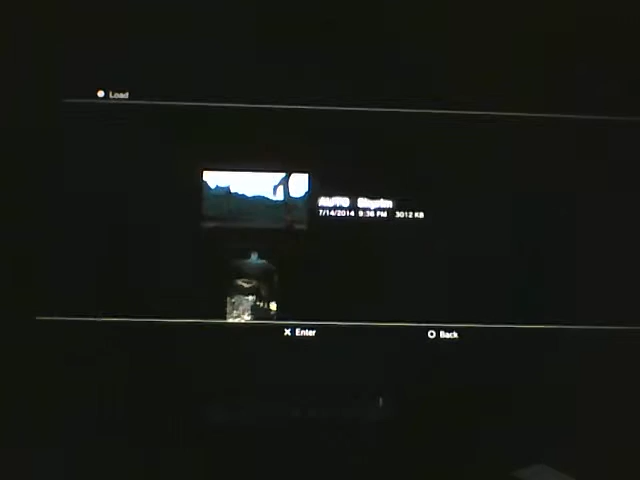 Load
AUTO Skyrim
7/14/2014 9:36 PM 3012 KB
X Enter
O Back